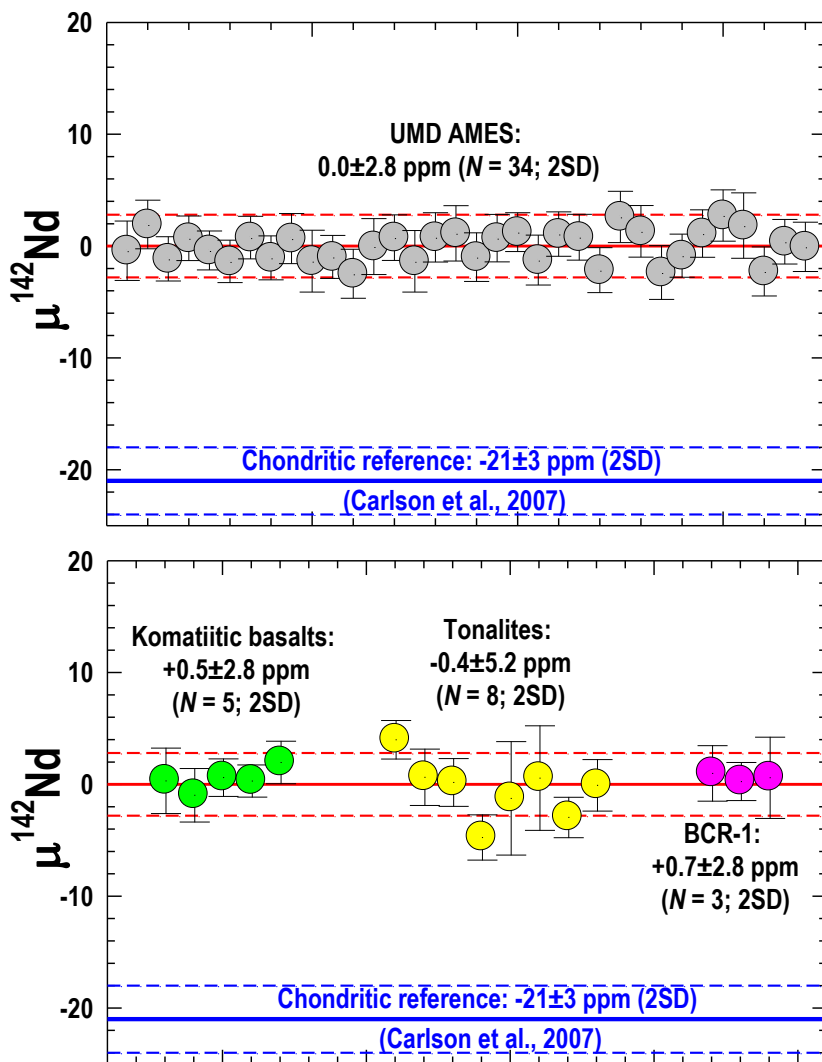 20
10
0
-10
-20
μ¹⁴²Nd
UMD AMES:
0.0±2.8 ppm (N = 34; 2SD)
Chondritic reference: -21±3 ppm (2SD)
(Carlson et al., 2007)
20
10
0
-10
-20
μ¹⁴²Nd
Komatiitic basalts:
+0.5±2.8 ppm
(N = 5; 2SD)
Tonalites:
-0.4±5.2 ppm
(N = 8; 2SD)
BCR-1:
+0.7±2.8 ppm
(N = 3; 2SD)
Chondritic reference: -21±3 ppm (2SD)
(Carlson et al., 2007)